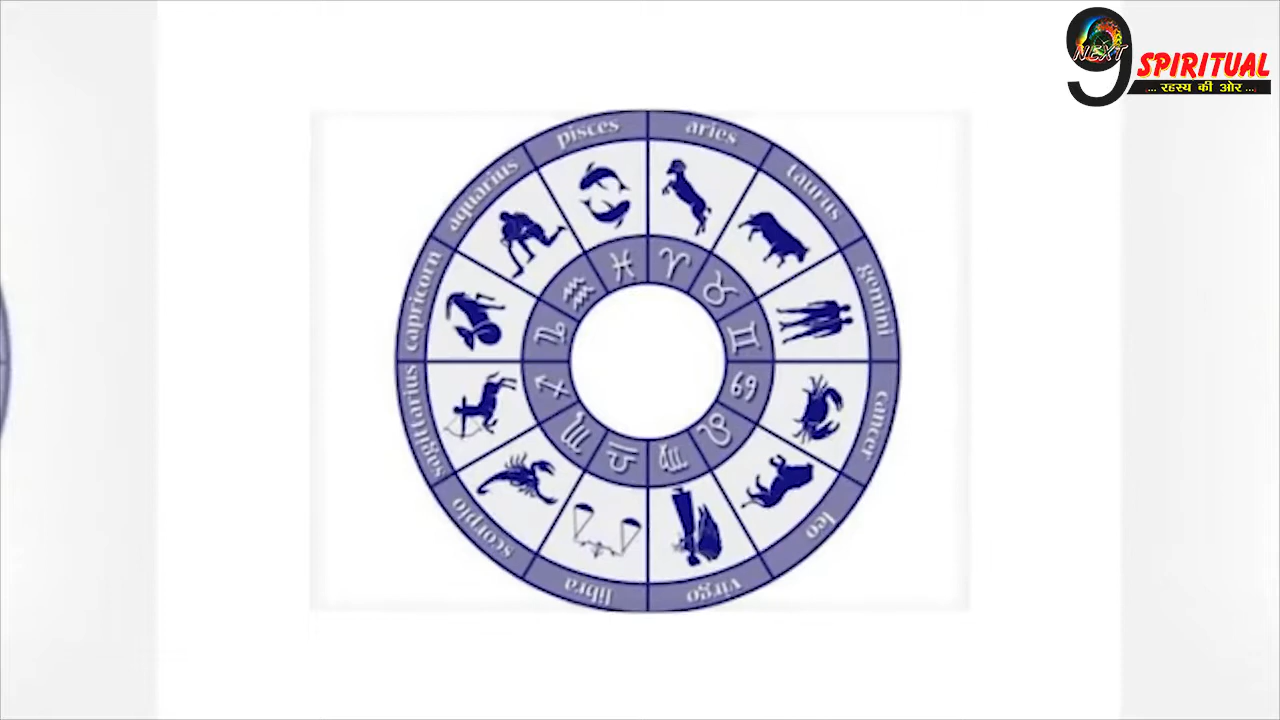 9
NEXT
SPIRITUAL
... रहस्य की ओर ...
pisces
aries
taurus
gemini
cancer
leo
virgo
libra
scorpio
sagittarius
capricorn
aquarius
♓ ♈ ♉ ♊ ♋ ♌ ♍ ♎ ♏ ♐ ♑ ♒